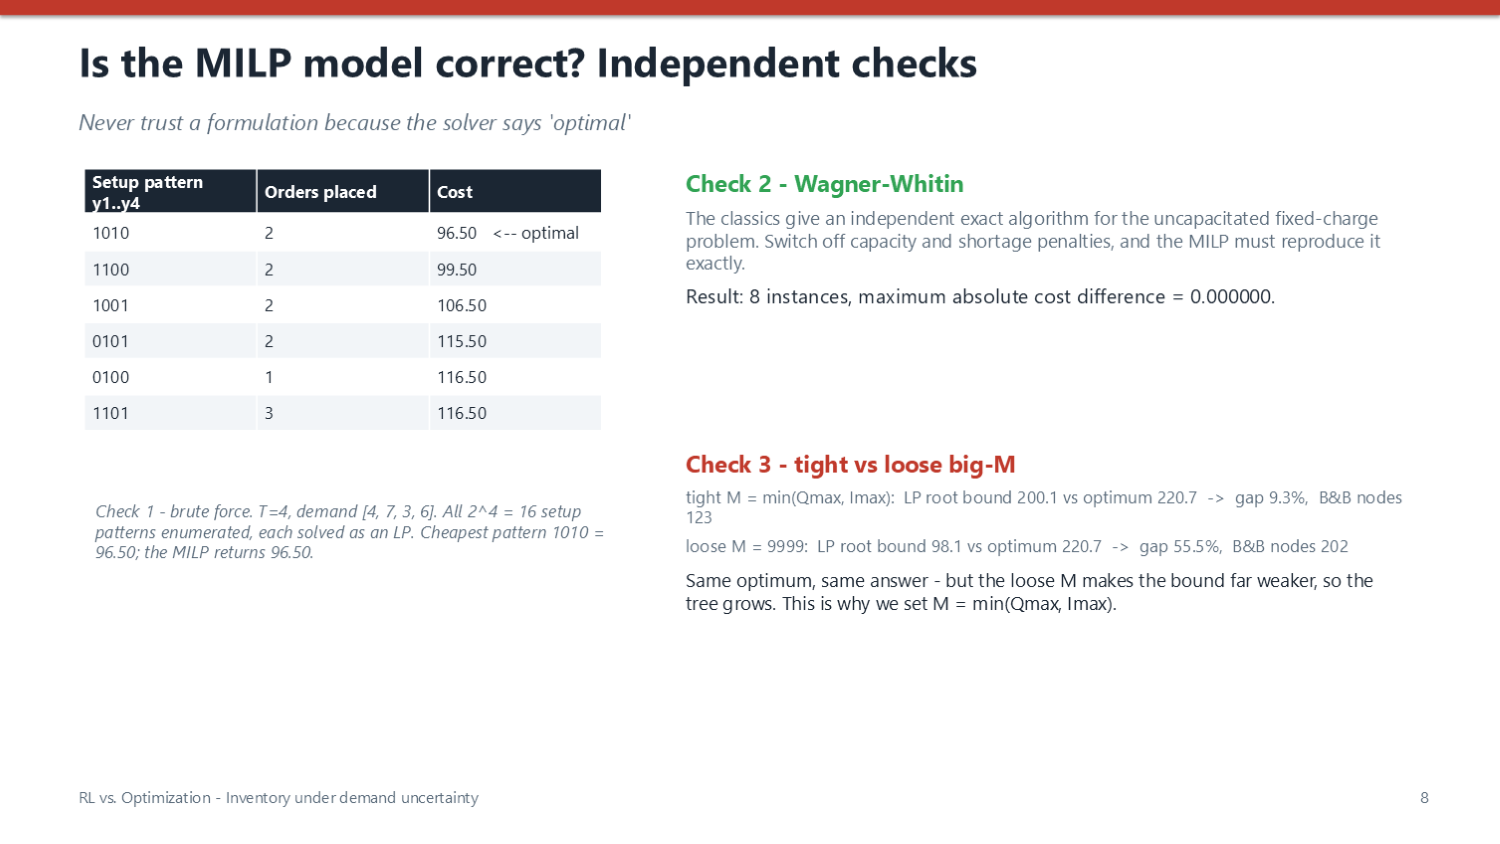 Is the MILP model correct? Independent checks
Never trust a formulation because the solver says 'optimal'
Setup pattern
y1..y4
Orders placed
Cost
1010 2 96.50 <-- optimal
1100 2 99.50
1001 2 106.50
0101 2 115.50
0100 1 116.50
1101 3 116.50
Check 1 - brute force. T=4, demand [4, 7, 3, 6]. All 2^4 = 16 setup
patterns enumerated, each solved as an LP. Cheapest pattern 1010 =
96.50; the MILP returns 96.50.
Check 2 - Wagner-Whitin
The classics give an independent exact algorithm for the uncapacitated fixed-charge
problem. Switch off capacity and shortage penalties, and the MILP must reproduce it
exactly.
Result: 8 instances, maximum absolute cost difference = 0.000000.
Check 3 - tight vs loose big-M
tight M = min(Qmax, Imax): LP root bound 200.1 vs optimum 220.7 -> gap 9.3%, B&B nodes
123
loose M = 9999: LP root bound 98.1 vs optimum 220.7 -> gap 55.5%, B&B nodes 202
Same optimum, same answer - but the loose M makes the bound far weaker, so the
tree grows. This is why we set M = min(Qmax, Imax).
RL vs. Optimization - Inventory under demand uncertainty
8